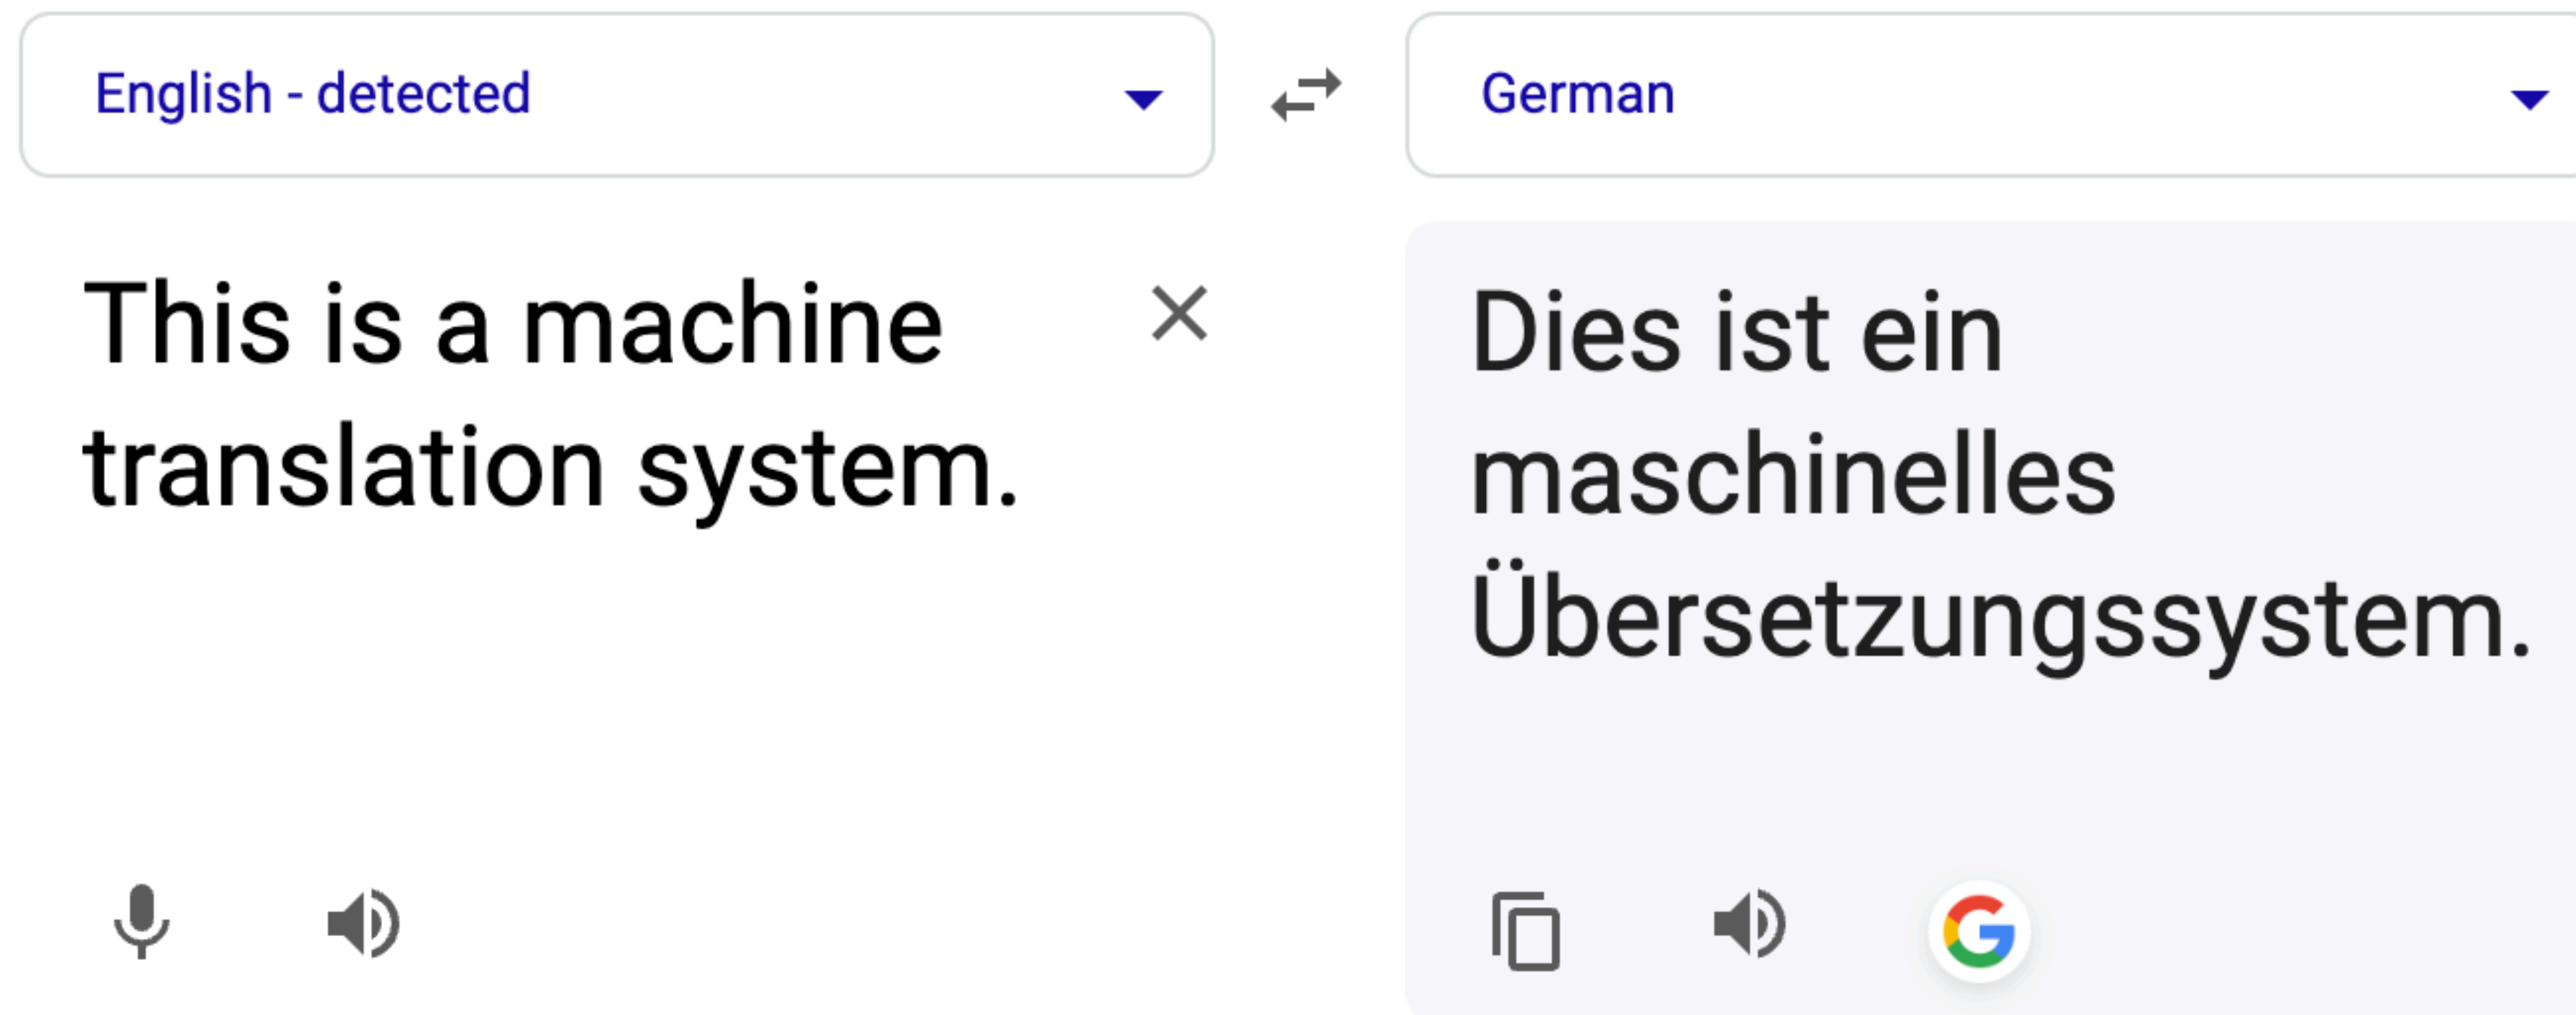 English - detected
German
This is a machine
translation system.
Dies ist ein
maschinelles
Übersetzungssystem.